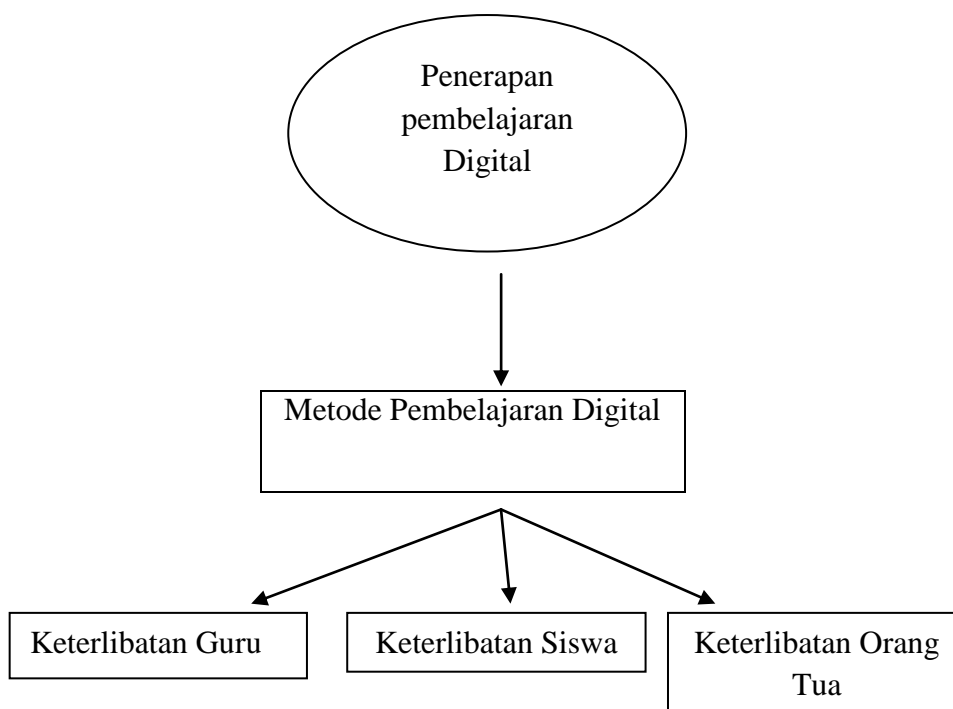 Penerapan
pembelajaran
Digital
Metode Pembelajaran Digital
Keterlibatan Guru
Keterlibatan Siswa
Keterlibatan Orang
Tua